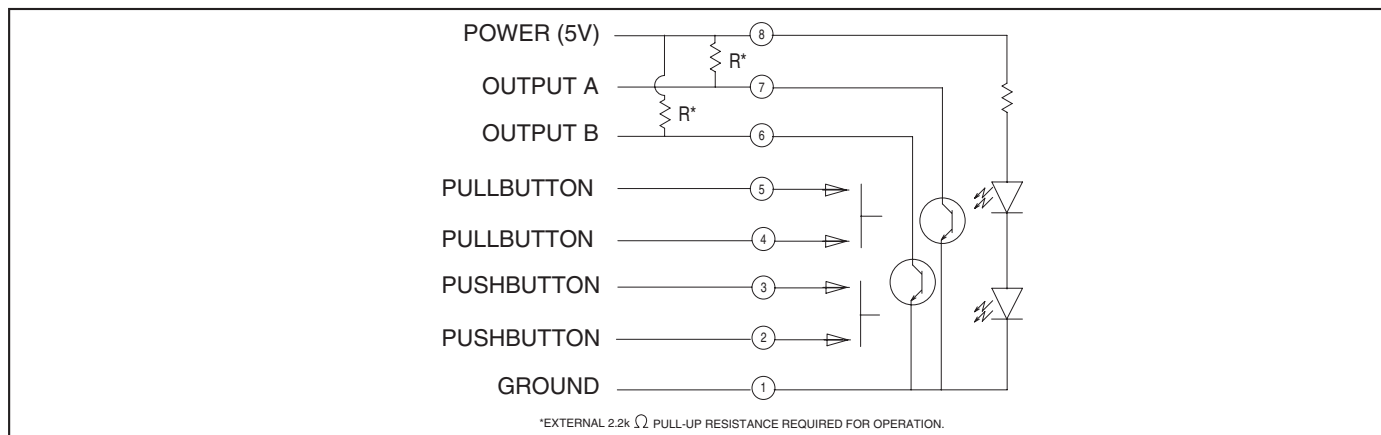 POWER (5V) 8
R*
OUTPUT A 7
R*
OUTPUT B 6
PULLBUTTON 5
PULLBUTTON 4
PUSHBUTTON 3
PUSHBUTTON 2
GROUND 1
*EXTERNAL 2.2k Ω PULL-UP RESISTANCE REQUIRED FOR OPERATION.